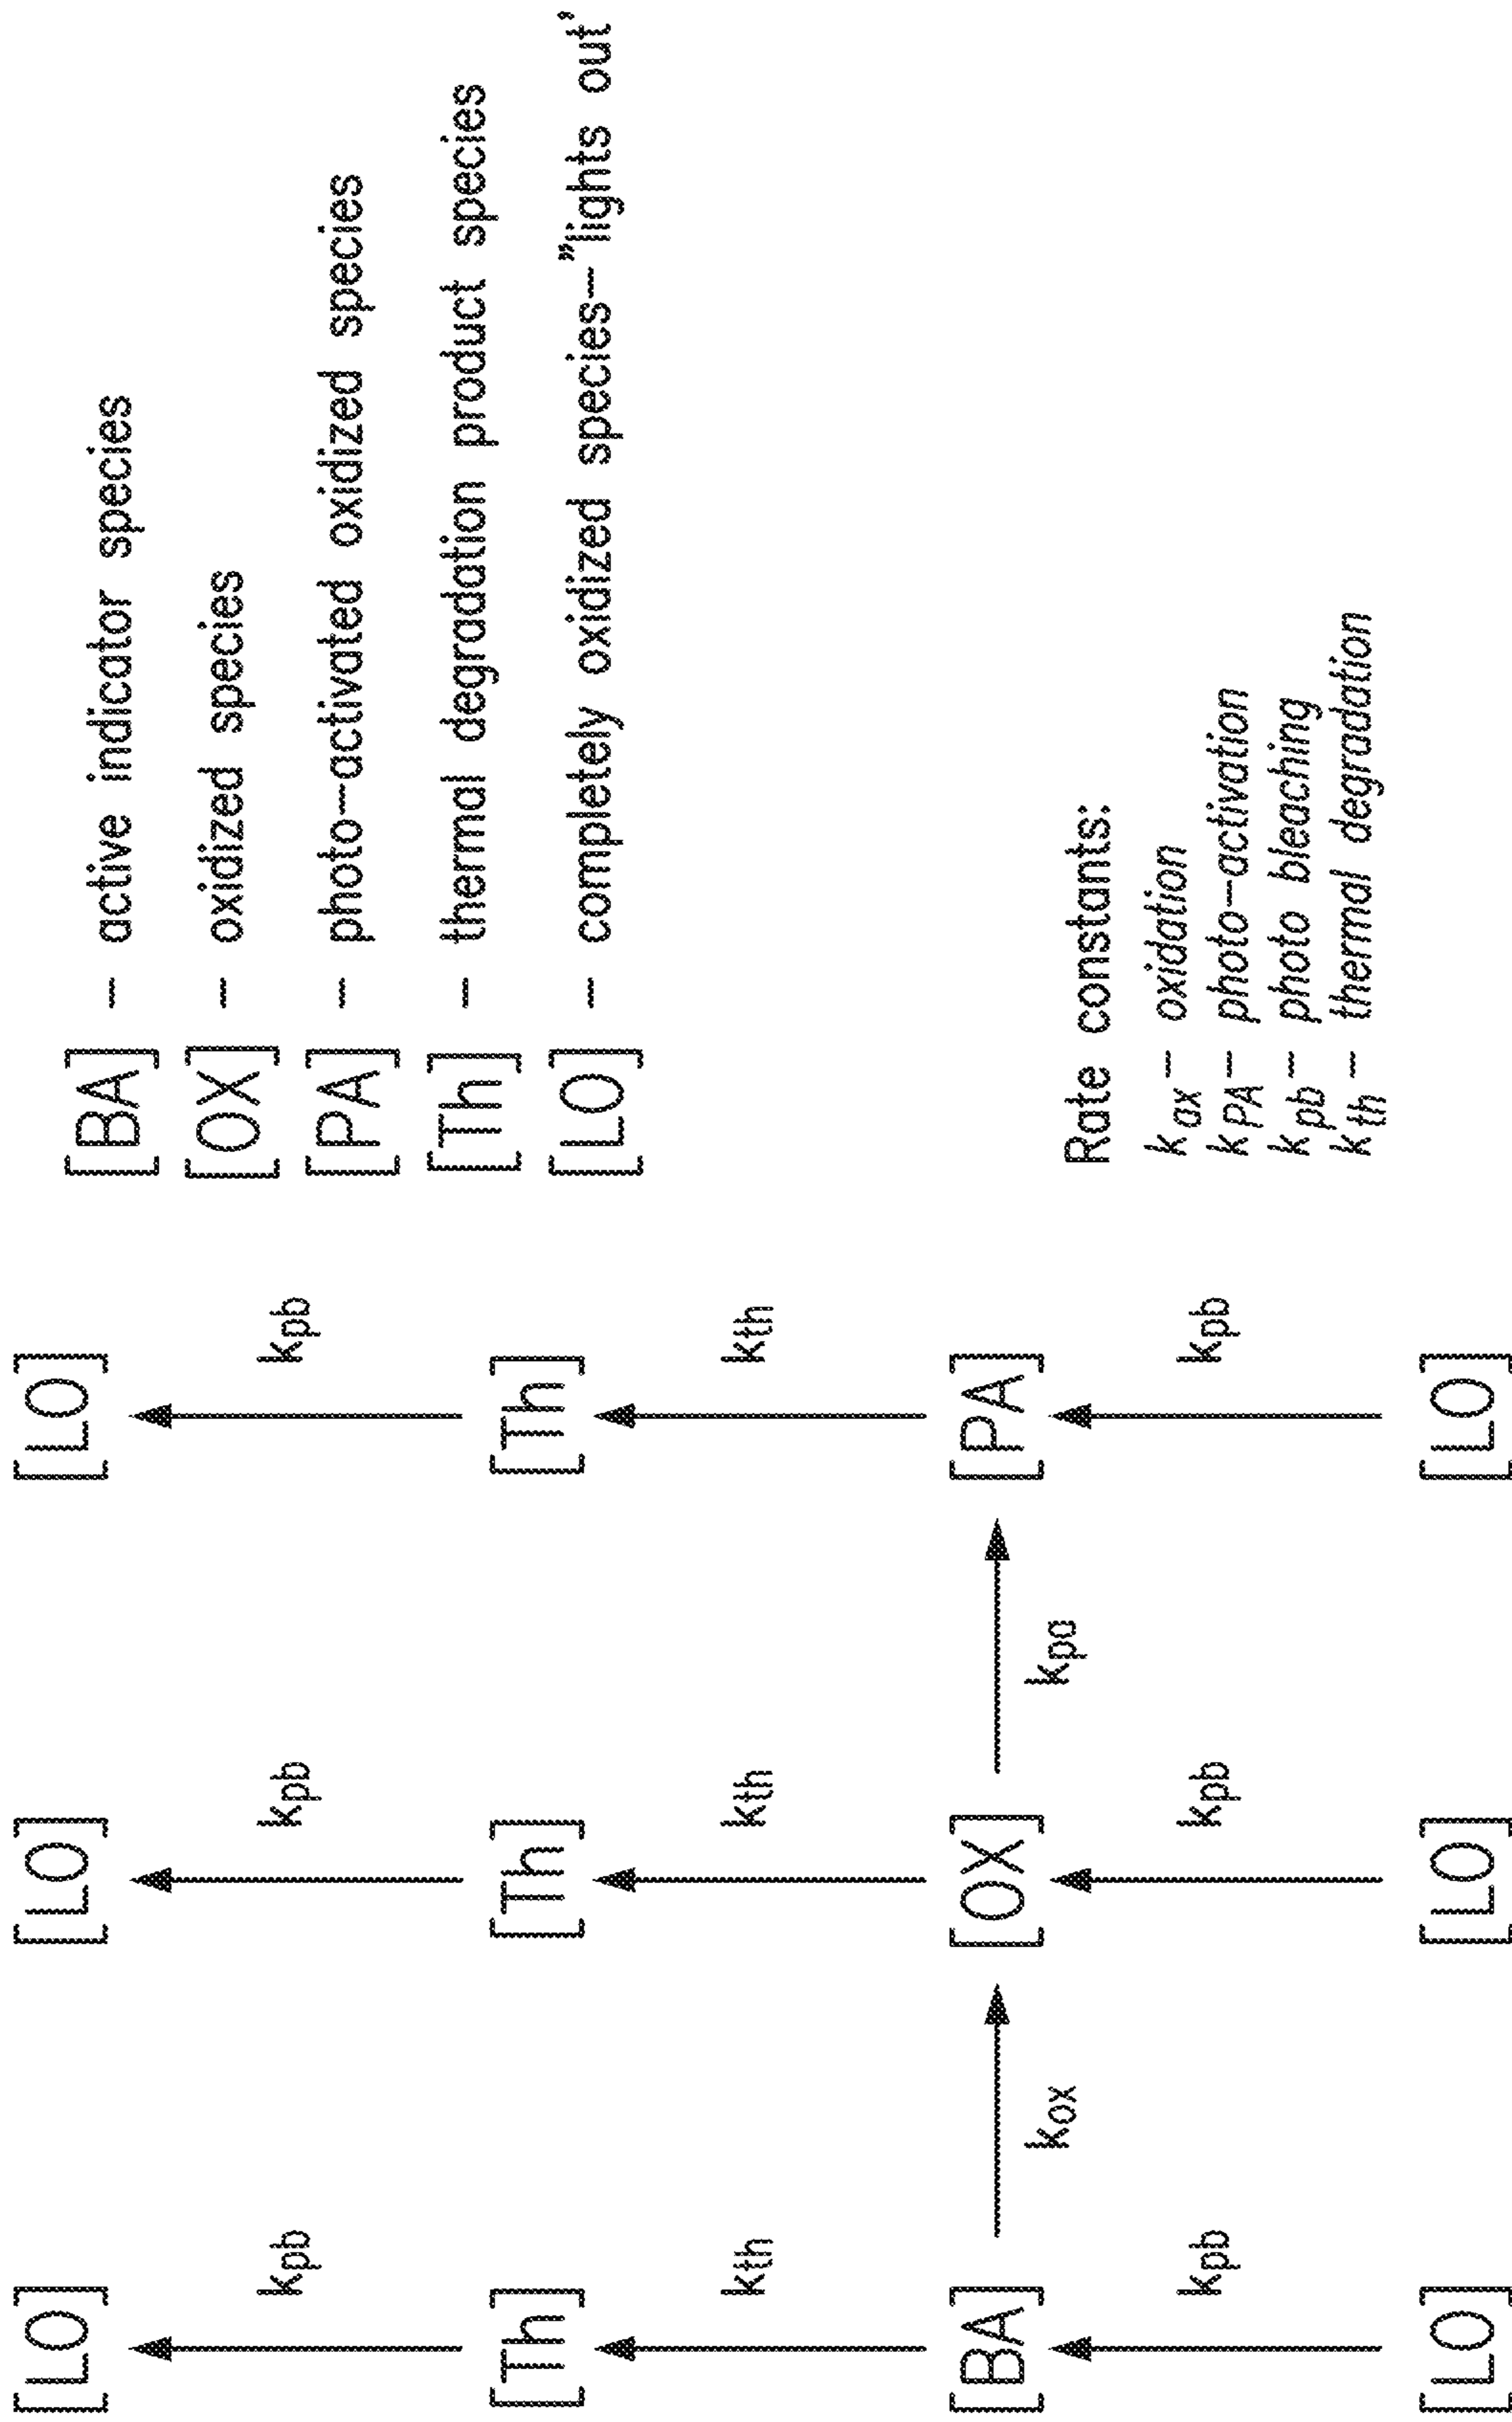 [LO] [LO] [LO]
kpb kpb kpb
[Th] [Th] [Th]
kth kth kth
[BA] [OX] [PA]
kox kpa
kpb kpb kpb
[LO] [LO] [LO]
[BA] – active indicator species
[OX] – oxidized species
[PA] – photo–activated oxidized species
[Th] – thermal degradation product species
[LO] – completely oxidized species–"lights out'
Rate constants:
kax – oxidation
kPA – photo–activation
kpb – photo bleaching
kth – thermal degradation